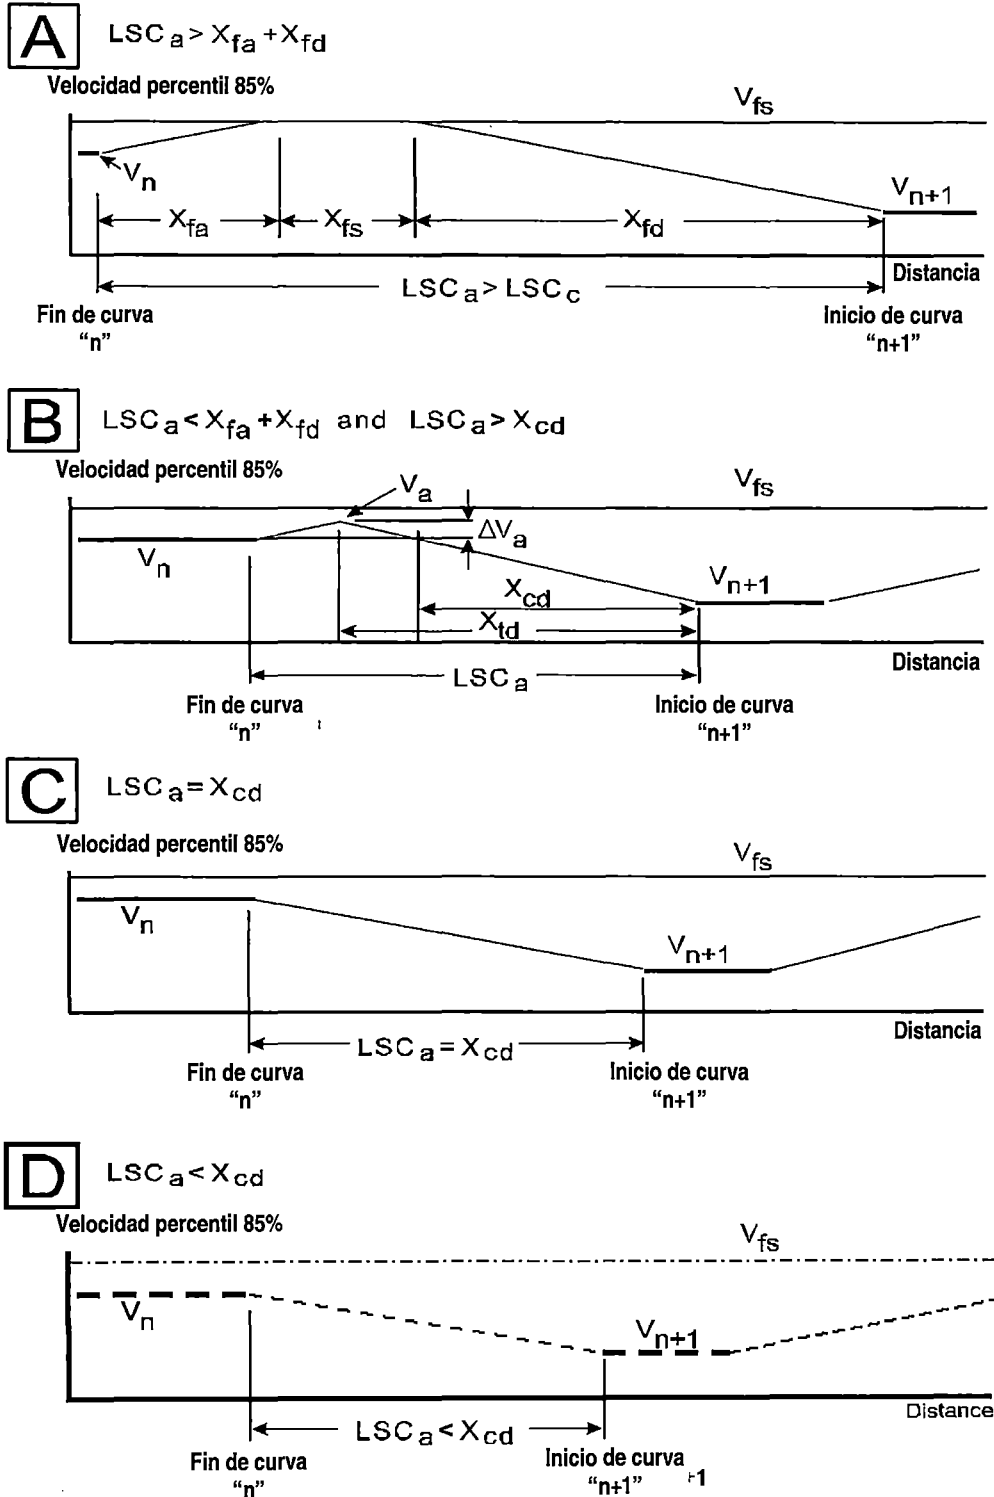 A LSCa > Xfa + Xfd
Velocidad percentil 85%
Vfs
Vn
Vn+1
Xfa Xfs Xfd
Distancia
LSCa > LSCc
Fin de curva Inicio de curva
“n” “n+1”
B LSCa < Xfa + Xfd and LSCa > Xcd
Velocidad percentil 85%
Va Vfs
ΔVa
Vn Vn+1
Xcd
Xtd
Distancia
LSCa
Fin de curva Inicio de curva
“n” “n+1”
C LSCa = Xcd
Velocidad percentil 85%
Vfs
Vn
Vn+1
Distancia
LSCa = Xcd
Fin de curva Inicio de curva
“n” “n+1”
D LSCa < Xcd
Velocidad percentil 85%
Vfs
Vn
Vn+1
Distance
LSCa < Xcd
Fin de curva Inicio de curva
“n” “n+1” +1